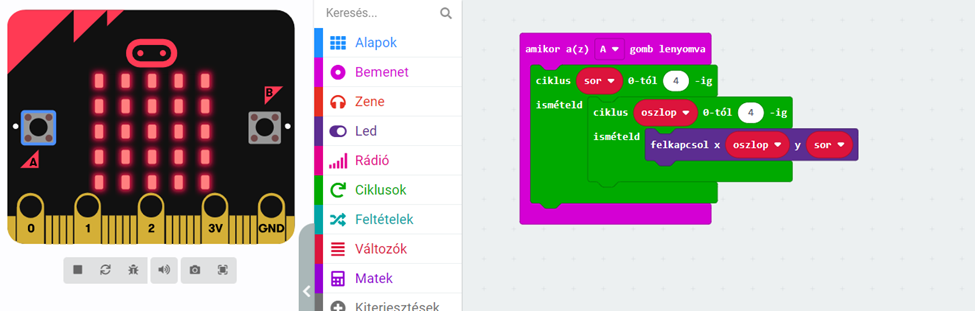 A
B
0 1 2 3V GND
Keresés...
Alapok
Bemenet
Zene
Led
Rádió
Ciklusok
Feltételek
Változók
Matek
Kiterjesztések
amikor a(z) A gomb lenyomva
ciklus sor 0-tól 4 -ig
ismételd
ciklus oszlop 0-tól 4 -ig
ismételd
felkapcsol x oszlop y sor